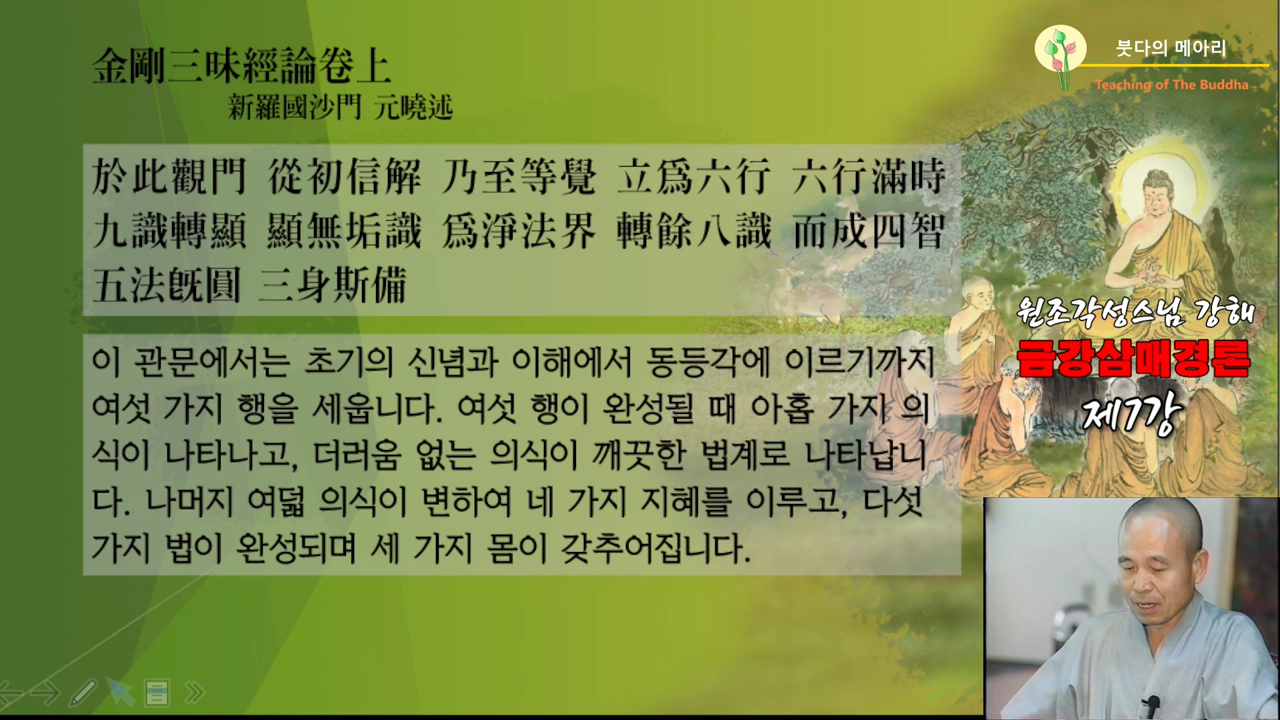 金剛三昧經論卷上
新羅國沙門 元曉述
於此觀門 從初信解 乃至等覺 立爲六行 六行滿時
九識轉顯 顯無垢識 爲淨法界 轉餘八識 而成四智
五法旣圓 三身斯備
이 관문에서는 초기의 신념과 이해에서 동등각에 이르기까지
여섯 가지 행을 세웁니다. 여섯 행이 완성될 때 아홉 가지 의
식이 나타나고, 더러움 없는 의식이 깨끗한 법계로 나타납니
다. 나머지 여덟 의식이 변하여 네 가지 지혜를 이루고, 다섯
가지 법이 완성되며 세 가지 몸이 갖추어집니다.
붓다의 메아리
Teaching of The Buddha
원조각성스님 강해
금강삼매경론
제7강